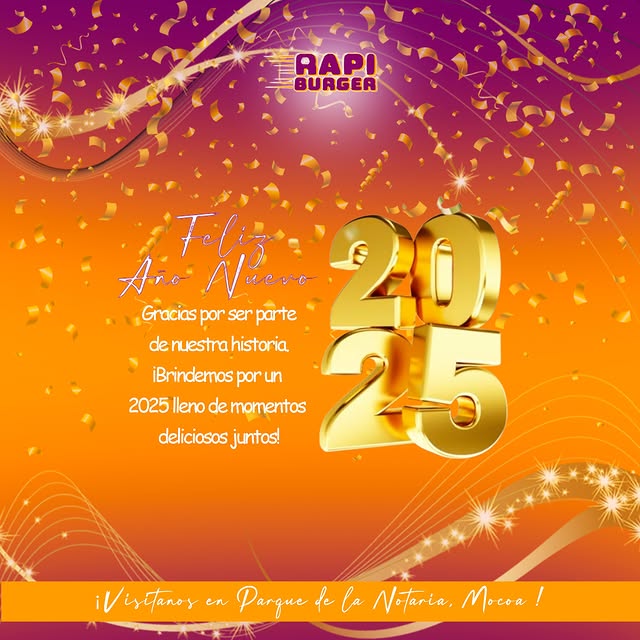 RAPI
BURGER
Feliz
Año Nuevo
Gracias por ser parte
de nuestra historia.
¡Brindemos por un
2025 lleno de momentos
deliciosos juntos!
20
25
¡Visítanos en Parque de la Notaria, Mocoa !